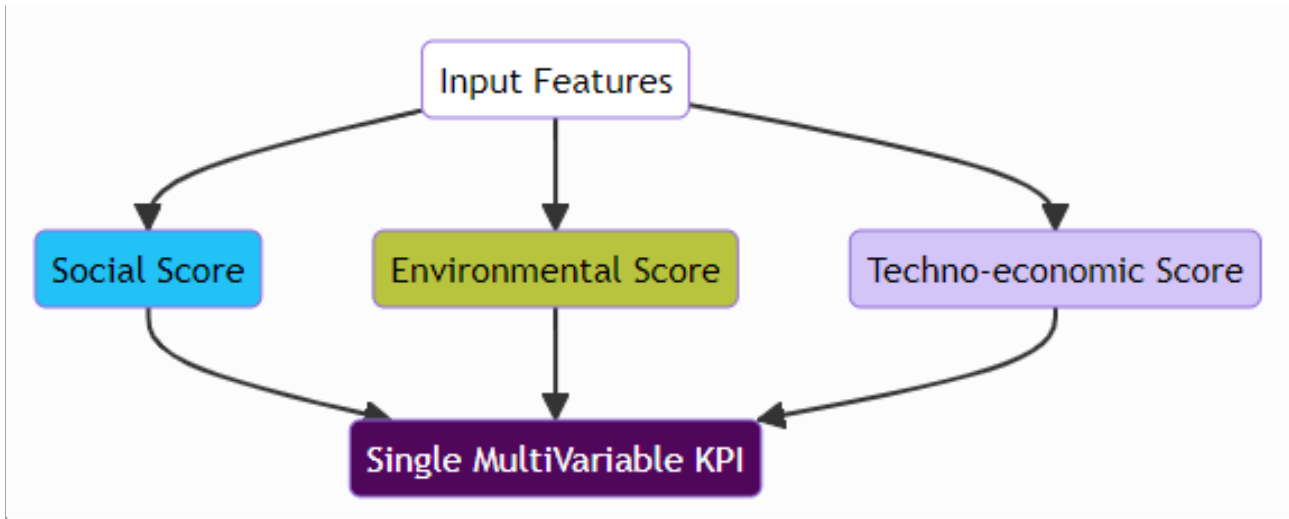 Input Features
Social Score
Environmental Score
Techno-economic Score
Single MultiVariable KPI